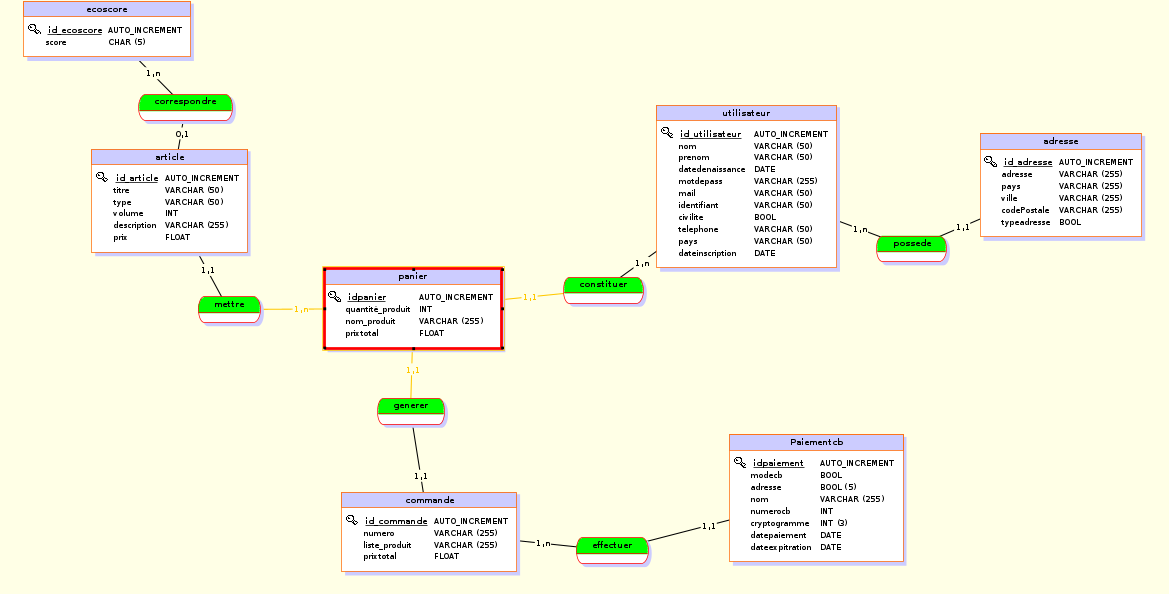 ecoscore
id_ecoscore AUTO_INCREMENT
score CHAR (5)
1,n
correspondre
0,1
article
id_article AUTO_INCREMENT
titre VARCHAR (50)
type VARCHAR (50)
volume INT
description VARCHAR (255)
prix FLOAT
1,1
mettre
1,n
panier
idpanier AUTO_INCREMENT
quantité_produit INT
nom_produit VARCHAR (255)
prixtotal FLOAT
1,1
constituer
1,n
utilisateur
id_utilisateur AUTO_INCREMENT
nom VARCHAR (50)
prenom VARCHAR (50)
datedenaissance DATE
motdepass VARCHAR (255)
mail VARCHAR (50)
identifiant VARCHAR (50)
civilite BOOL
telephone VARCHAR (50)
pays VARCHAR (50)
dateinscription DATE
1,n
possede
1,1
adresse
id_adresse AUTO_INCREMENT
adresse VARCHAR (255)
pays VARCHAR (255)
ville VARCHAR (255)
codePostale VARCHAR (255)
typeadresse BOOL
1,1
generer
1,1
commande
id_commande AUTO_INCREMENT
numero VARCHAR (255)
liste_produit VARCHAR (255)
prixtotal FLOAT
1,n
effectuer
1,1
Paiementcb
idpaiement AUTO_INCREMENT
modecb BOOL
adresse BOOL (5)
nom VARCHAR (255)
numerocb INT
cryptogramme INT (3)
datepaiement DATE
dateexpitration DATE